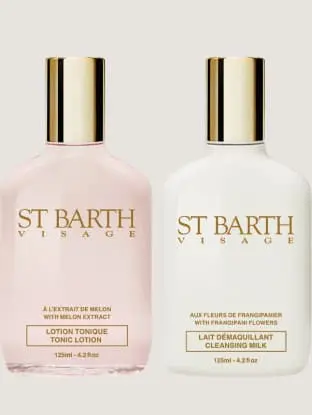 ST BARTH
VISAGE
À L'EXTRAIT DE MELON
WITH MELON EXTRACT
LOTION TONIQUE
TONIC LOTION
125ml - 4.2 fl oz
ST BARTH
VISAGE
AUX FLEURS DE FRANGIPANIER
WITH FRANGIPANI FLOWERS
LAIT DÉMAQUILLANT
CLEANSING MILK
125ml - 4.2 fl oz